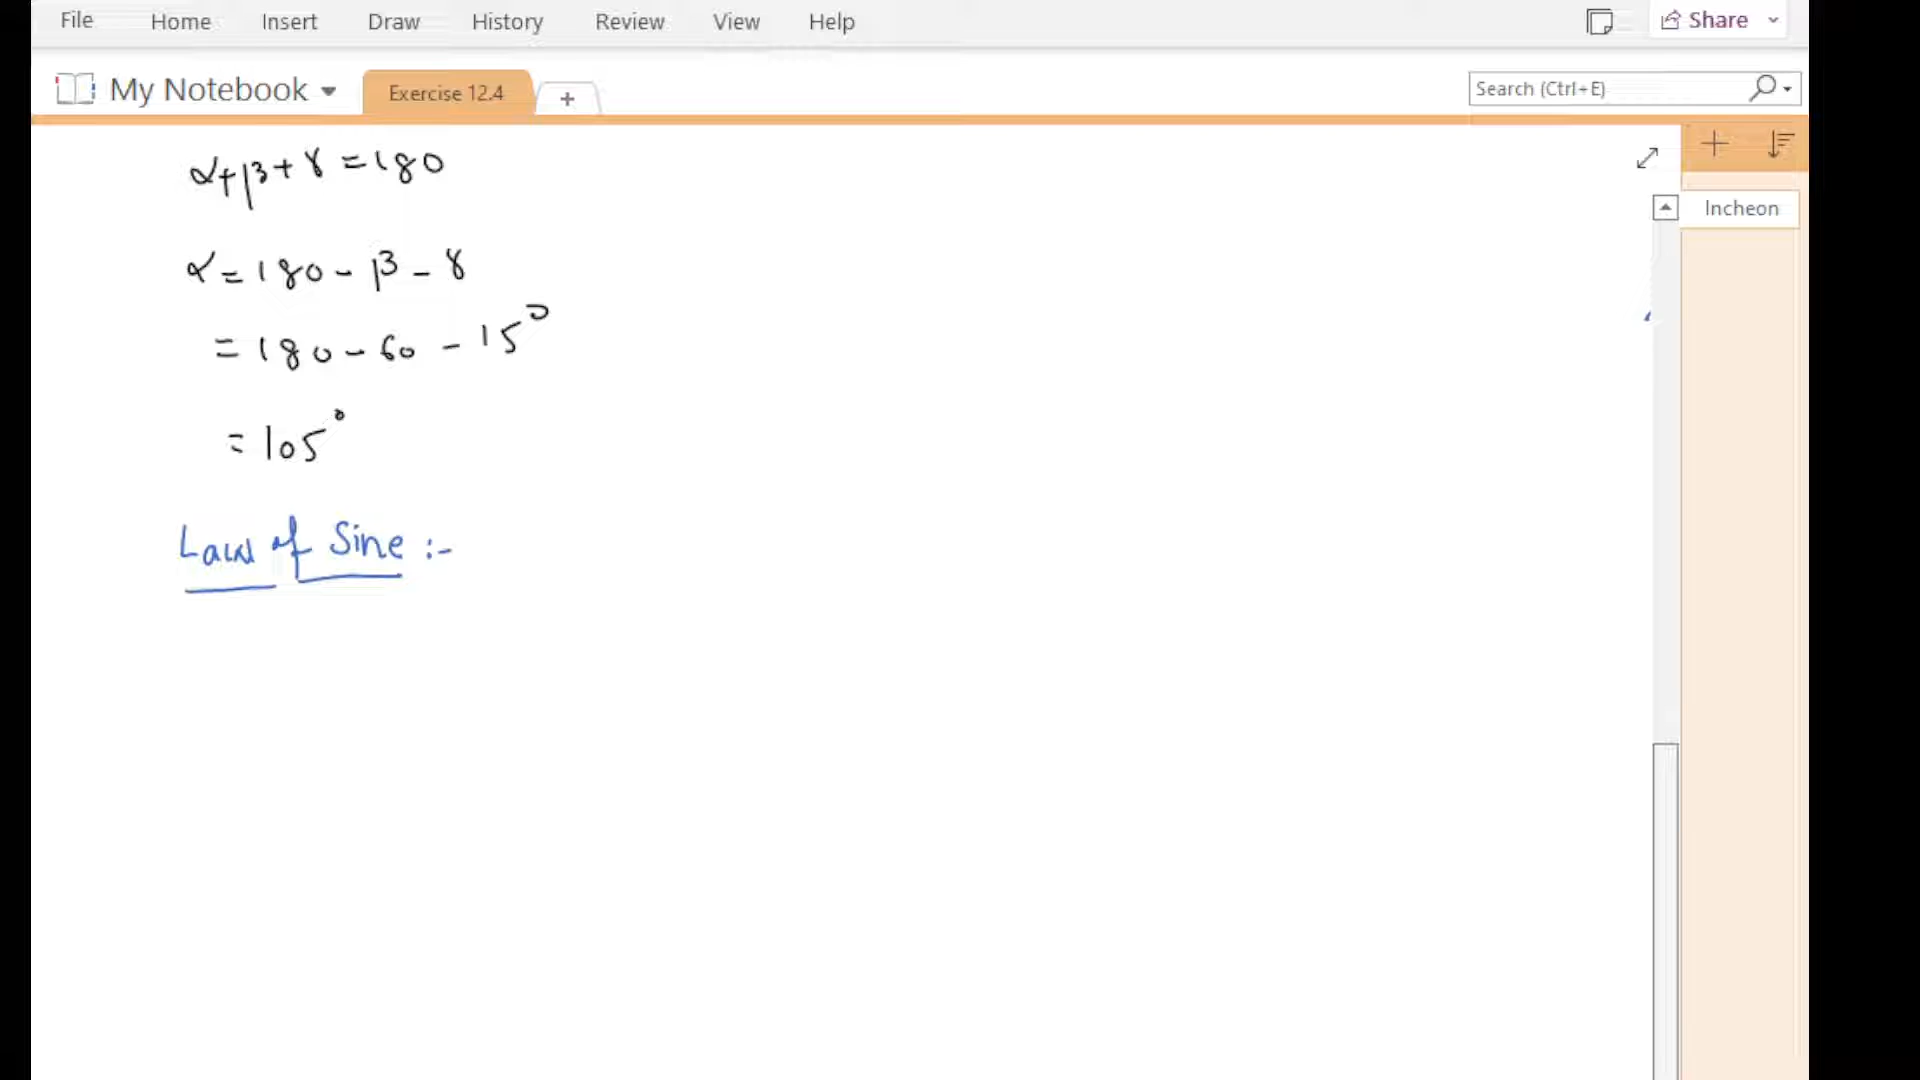 File Home Insert Draw History Review View Help Share
My Notebook Exercise 12.4 + Search (Ctrl+E)
Incheon
α+β+γ=180
α=180-β-γ
=180-60-15°
=105°
Law of Sine :-